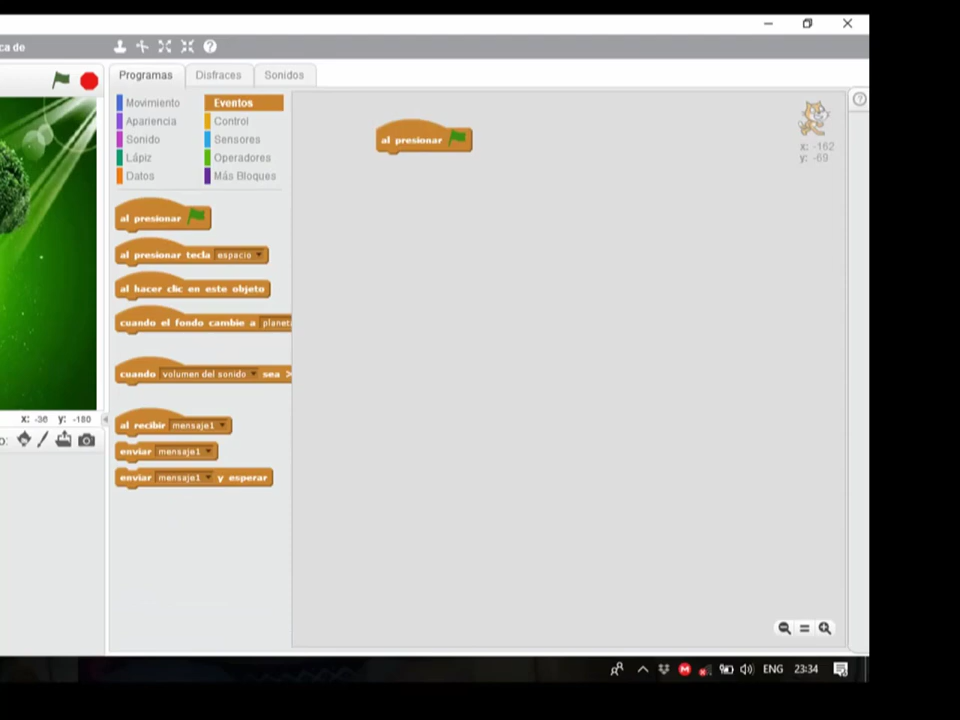 ca de
Programas Disfraces Sonidos
Movimiento Eventos
Apariencia Control
Sonido Sensores
Lápiz Operadores
Datos Más Bloques
al presionar
al presionar tecla espacio
al hacer clic en este objeto
cuando el fondo cambie a planet
cuando volumen del sonido sea >
al recibir mensaje1
enviar mensaje1
enviar mensaje1 y esperar
al presionar
x: -162
y: -69
x: -36 y: -180
o:
ENG 23:34